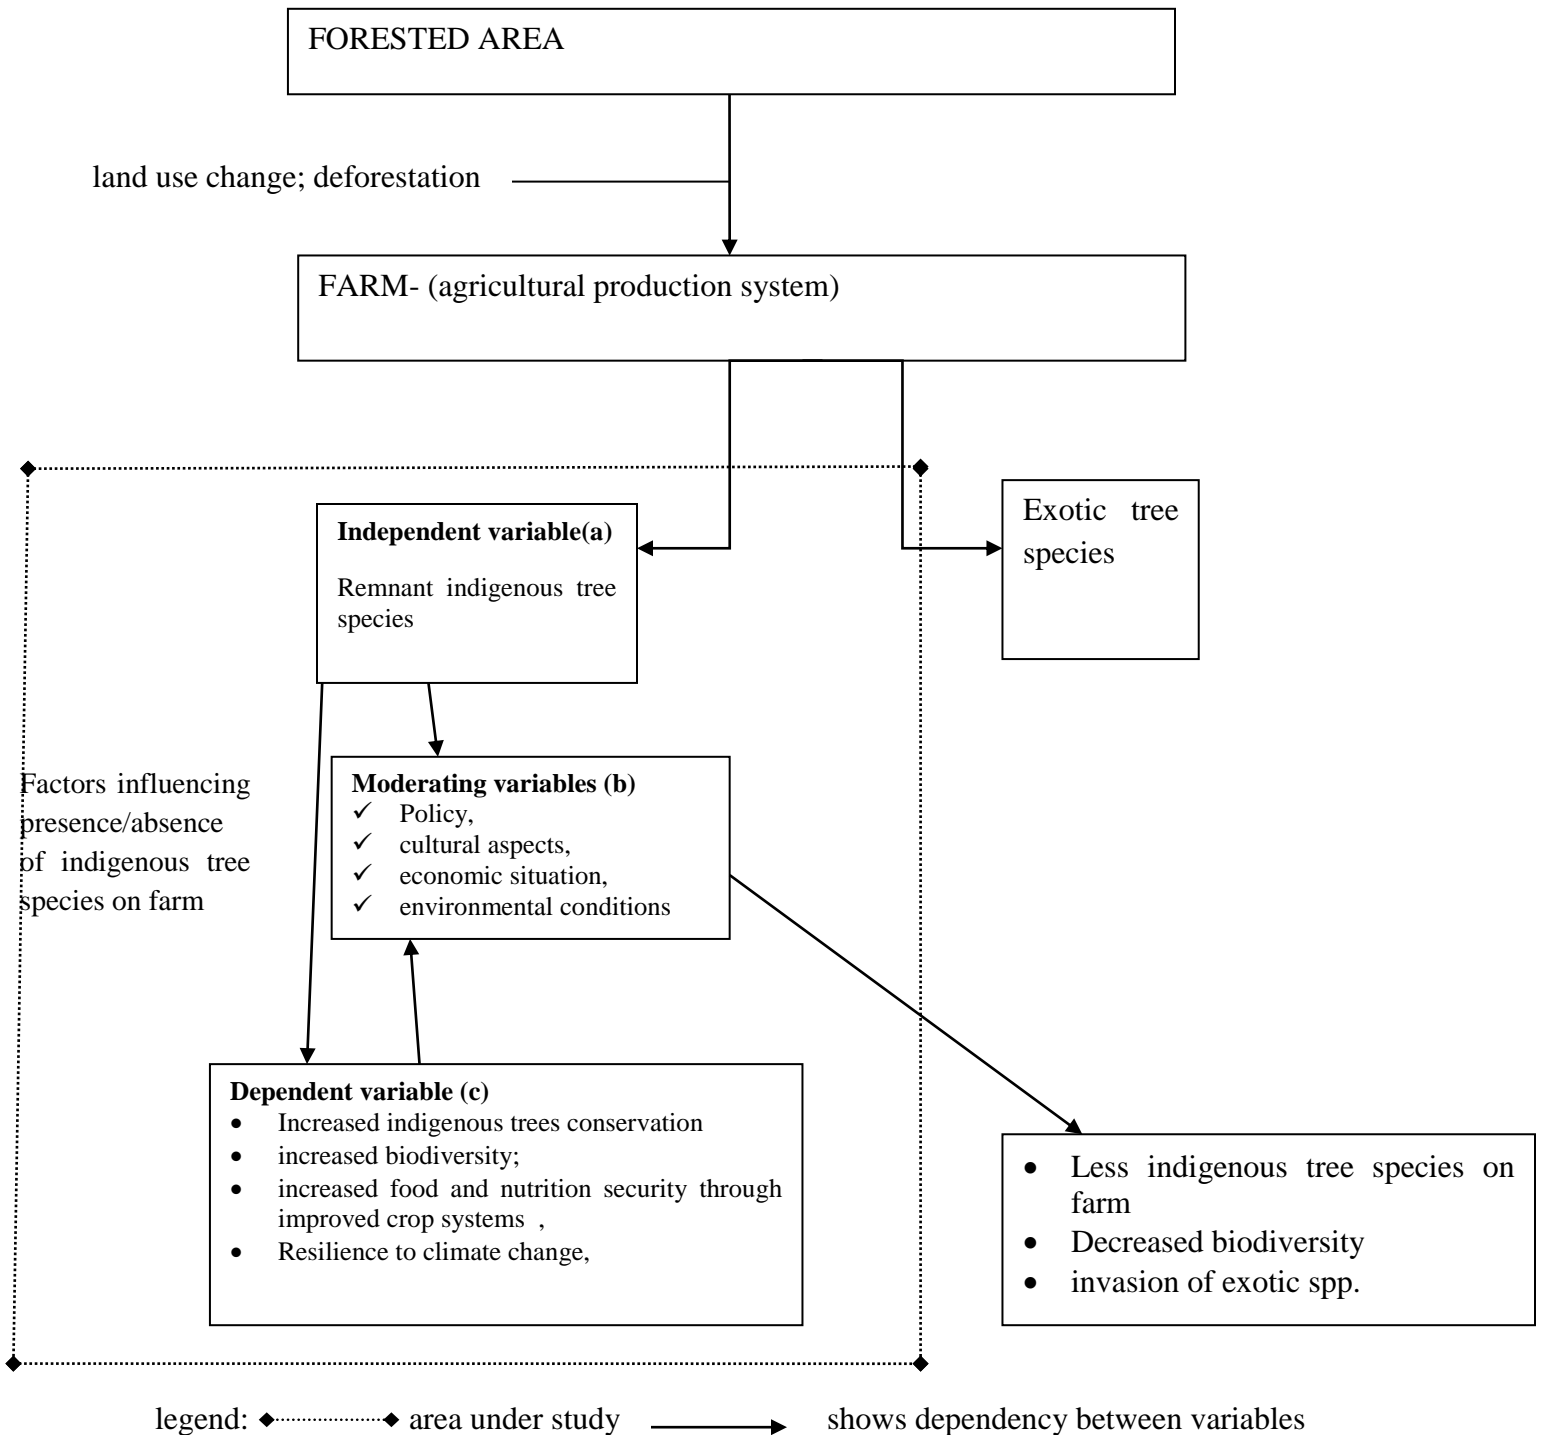 FORESTED AREA
land use change; deforestation
FARM- (agricultural production system)
Independent variable(a)
Remnant indigenous tree
species
Exotic tree
species
Factors influencing
presence/absence
of indigenous tree
species on farm
Moderating variables (b)
✓ Policy,
✓ cultural aspects,
✓ economic situation,
✓ environmental conditions
Dependent variable (c)
• Increased indigenous trees conservation
• increased biodiversity;
• increased food and nutrition security through
improved crop systems ,
• Resilience to climate change,
• Less indigenous tree species on
farm
• Decreased biodiversity
• invasion of exotic spp.
legend: area under study shows dependency between variables